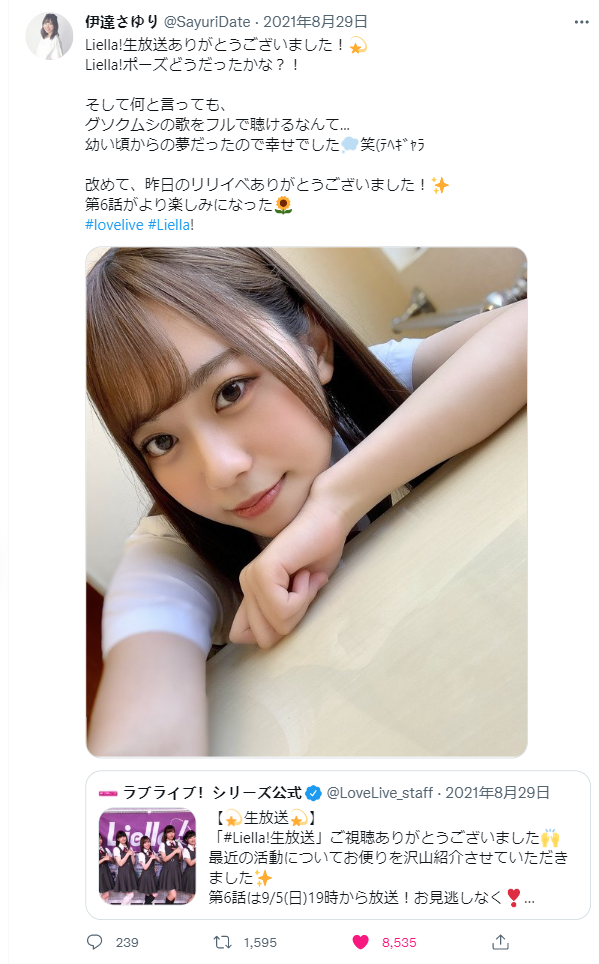 伊達さゆり @SayuriDate · 2021年8月29日
Liella!生放送ありがとうございました！💫
Liella!ポーズどうだったかな？！
そして何と言っても、
グソクムシの歌をフルで聴けるなんて...
幼い頃からの夢だったので幸せでした💭笑(ﾃﾍｷﾞｬﾗ
改めて、昨日のリリイベありがとうございました！✨
第6話がより楽しみになった🌻
#lovelive #Liella!
ラブライブ！シリーズ公式 @LoveLive_staff · 2021年8月29日
Liella!
【💫生放送💫】
「#Liella!生放送」ご視聴ありがとうございました🙌
最近の活動についてお便りを沢山紹介させていただき
ました✨
第6話は9/5(日)19時から放送！お見逃しなく❣...
239 1,595 8,535